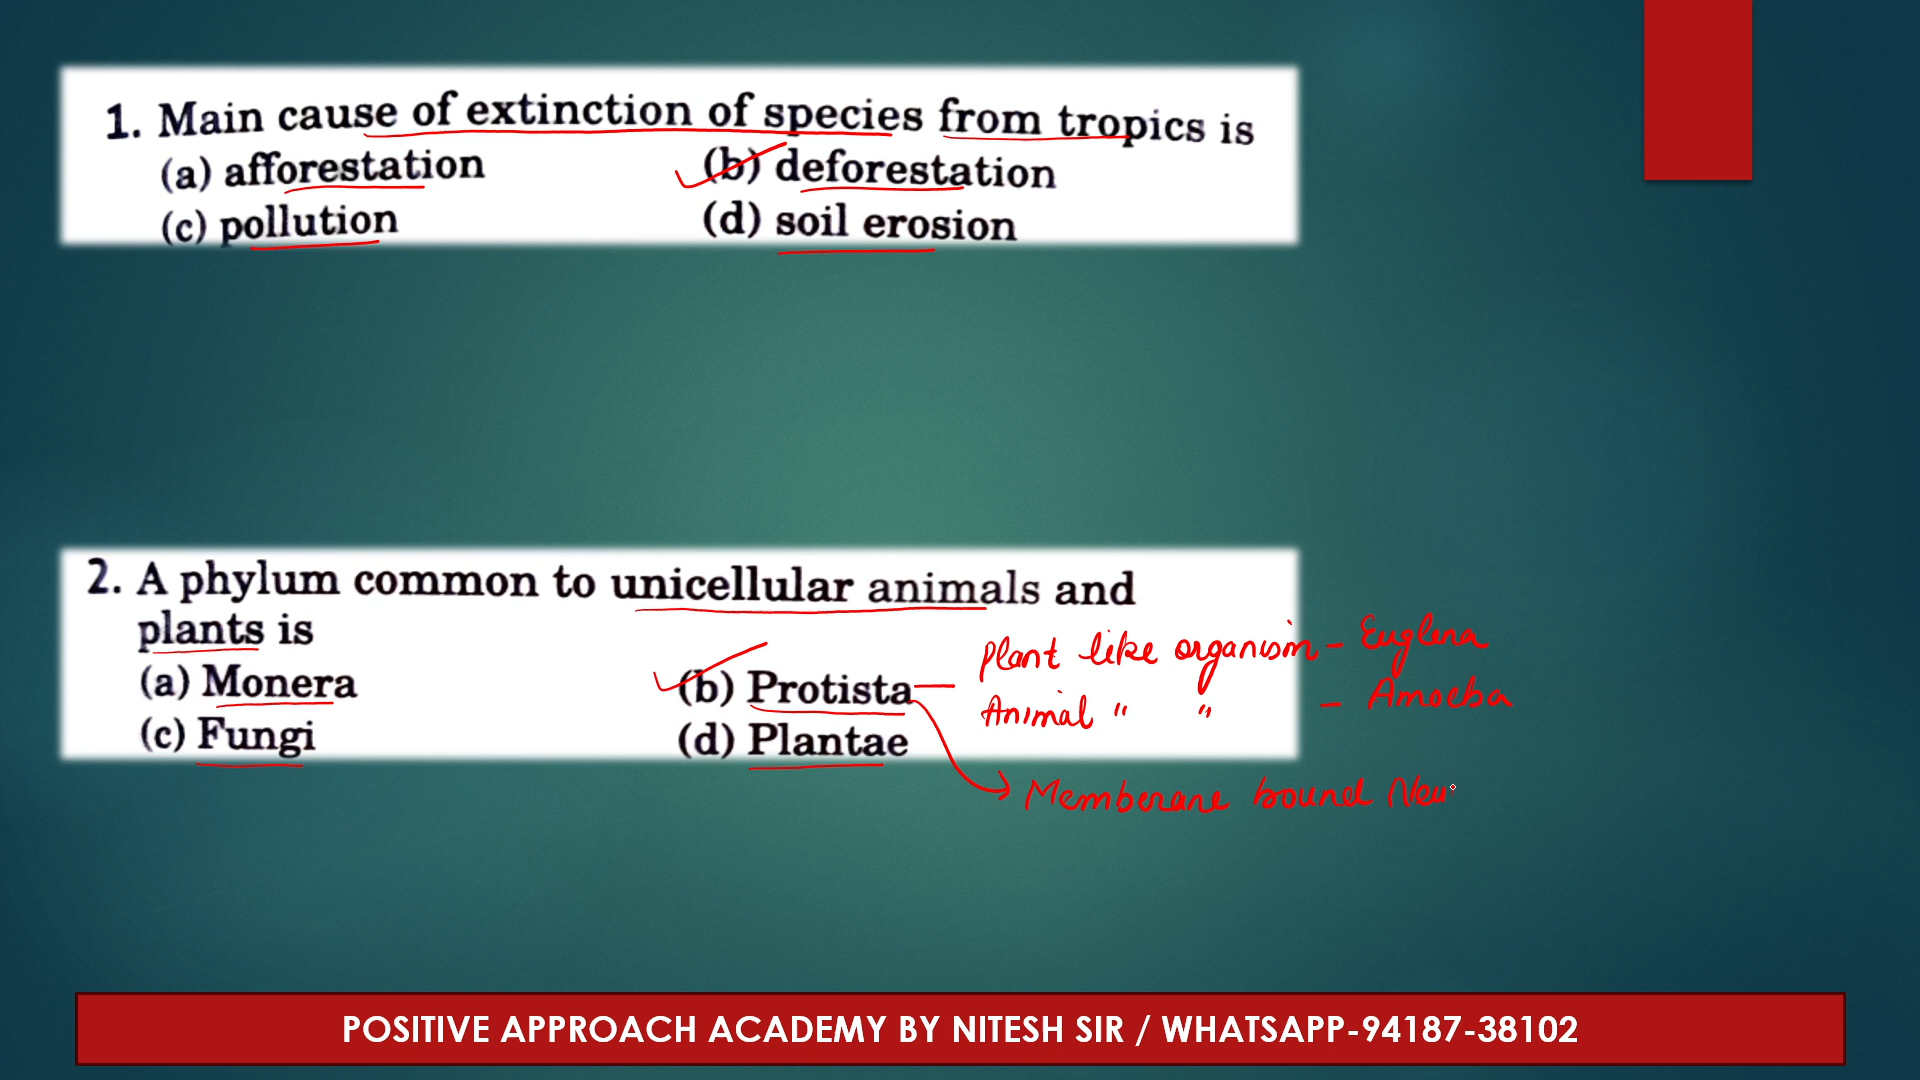 1. Main cause of extinction of species from tropics is
(a) afforestation (b) deforestation
(c) pollution (d) soil erosion
2. A phylum common to unicellular animals and
plants is
(a) Monera (b) Protista
(c) Fungi (d) Plantae
— Plant like organism – Euglena
Animal " " – Amoeba
→ Memberane bound
POSITIVE APPROACH ACADEMY BY NITESH SIR / WHATSAPP-94187-38102